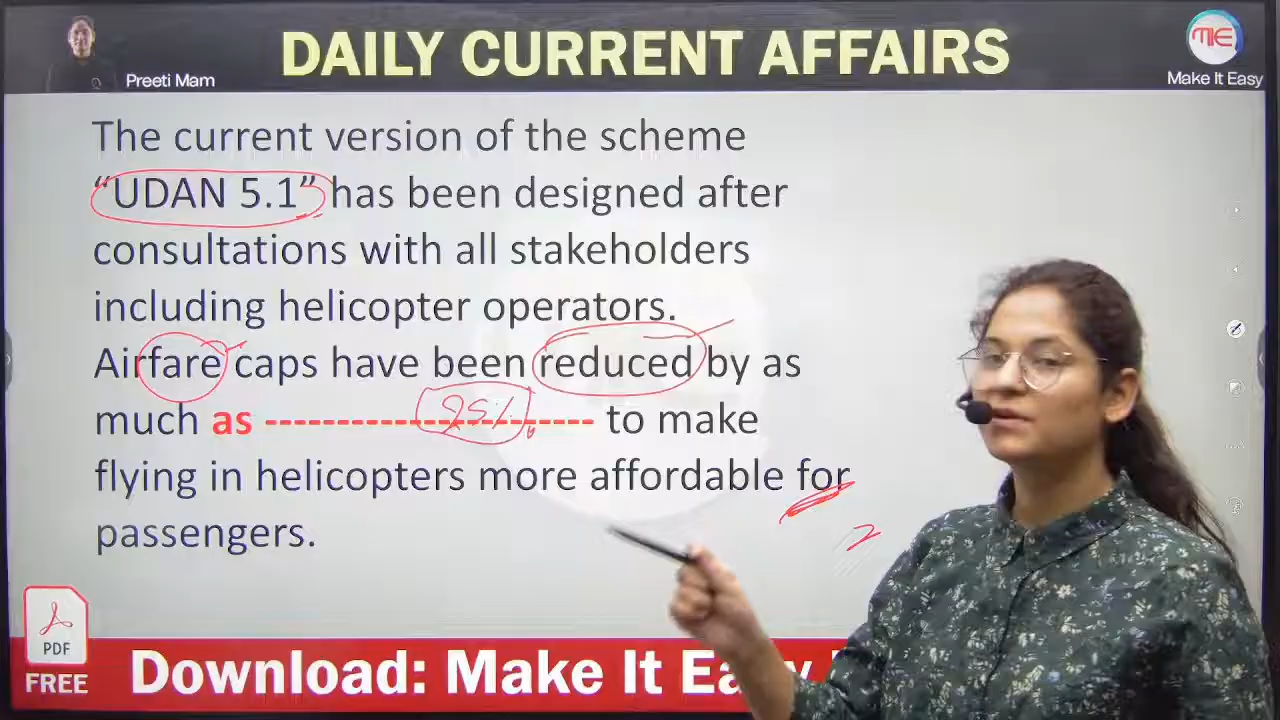 DAILY CURRENT AFFAIRS
Preeti Mam
Make It Easy
The current version of the scheme
“UDAN 5.1” has been designed after
consultations with all stakeholders
including helicopter operators.
Airfare caps have been reduced by as
much as ----------------------- to make
25%
flying in helicopters more affordable for
passengers.
PDF
FREE
Download: Make It Easy